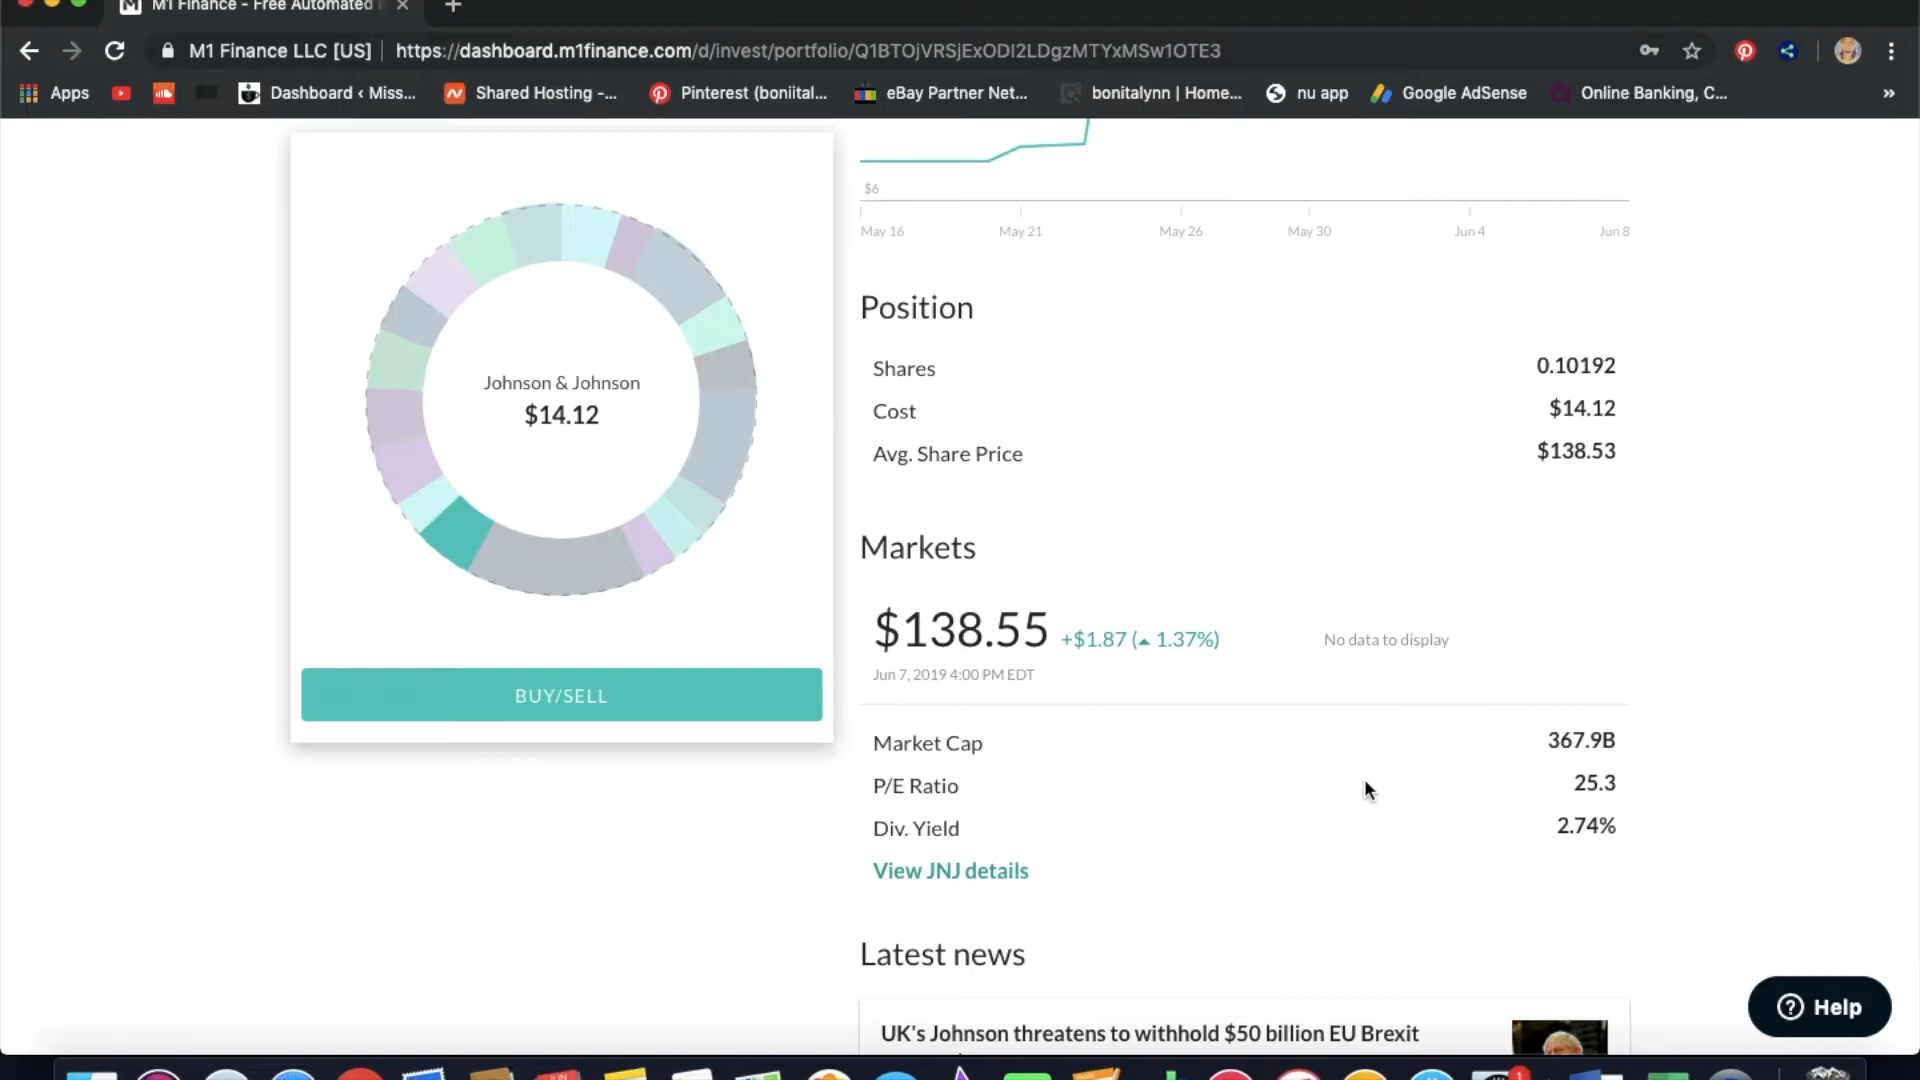 M1 Finance - Free Automated
M1 Finance LLC [US] https://dashboard.m1finance.com/d/invest/portfolio/Q1BTOjVRSjExODI2LDgzMTYxMSw1OTE3
Apps Dashboard ‹ Miss... Shared Hosting -... Pinterest (boniital... eBay Partner Net... bonitalynn | Home... nu app Google AdSense Online Banking, C... »
$6
May 16 May 21 May 26 May 30 Jun 4 Jun 8
Johnson & Johnson
$14.12
BUY/SELL
Position
Shares 0.10192
Cost $14.12
Avg. Share Price $138.53
Markets
$138.55 +$1.87 (▲ 1.37%) No data to display
Jun 7, 2019 4:00 PM EDT
Market Cap 367.9B
P/E Ratio 25.3
Div. Yield 2.74%
View JNJ details
Latest news
UK's Johnson threatens to withhold $50 billion EU Brexit
Help